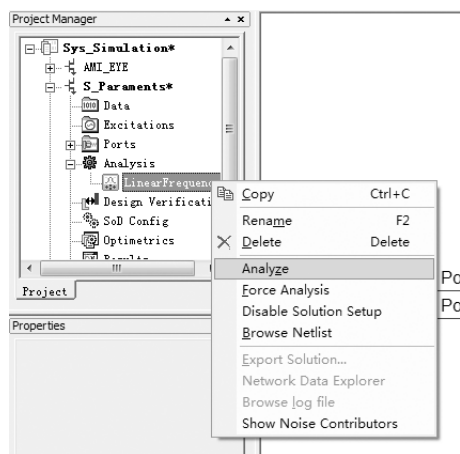 Project Manager
Sys_Simulation*
AMI_EYE
S_Paraments*
Data
Excitations
Ports
Analysis
LinearFrequenc
Design Verificati
SoD Config
Optimetrics
Results
Project
Properties
Copy Ctrl+C
Rename F2
Delete Delete
Analyze
Force Analysis
Disable Solution Setup
Browse Netlist
Export Solution...
Network Data Explorer
Browse log file
Show Noise Contributors
Po
Po